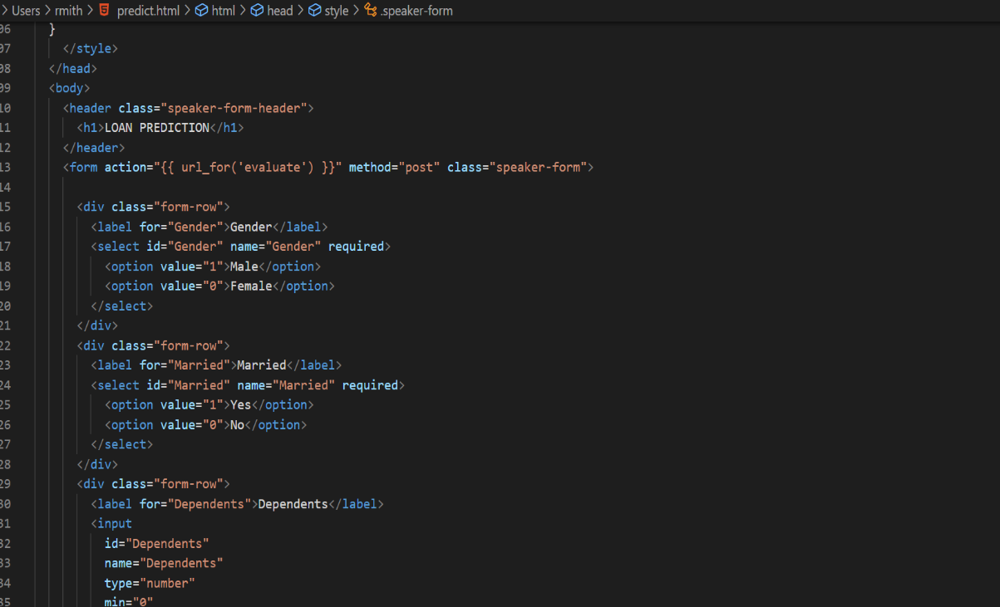 Users > rmith > predict.html > html > head > style > .speaker-form
06 }
07 </style>
08 </head>
09 <body>
10 <header class="speaker-form-header">
11 <h1>LOAN PREDICTION</h1>
12 </header>
13 <form action="{{ url_for('evaluate') }}" method="post" class="speaker-form">
14
15 <div class="form-row">
16 <label for="Gender">Gender</label>
17 <select id="Gender" name="Gender" required>
18 <option value="1">Male</option>
19 <option value="0">Female</option>
20 </select>
21 </div>
22 <div class="form-row">
23 <label for="Married">Married</label>
24 <select id="Married" name="Married" required>
25 <option value="1">Yes</option>
26 <option value="0">No</option>
27 </select>
28 </div>
29 <div class="form-row">
30 <label for="Dependents">Dependents</label>
31 <input
32 id="Dependents"
33 name="Dependents"
34 type="number"
35 min="0"